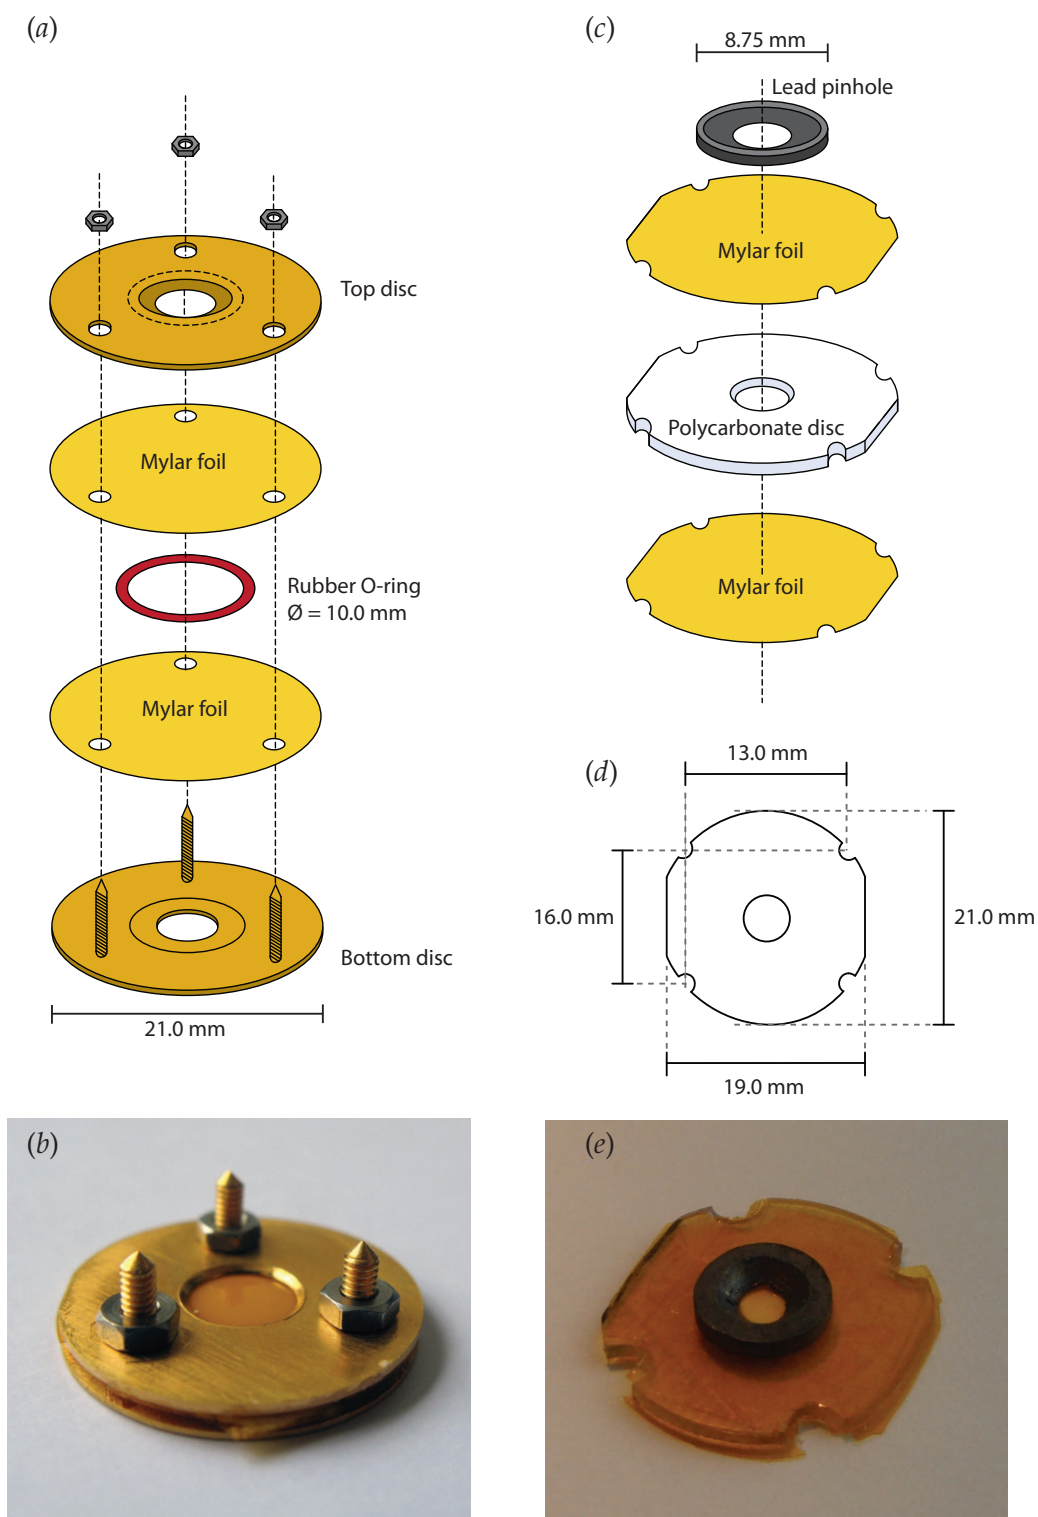 (a)
Top disc
Mylar foil
Rubber O-ring
Ø = 10.0 mm
Mylar foil
Bottom disc
21.0 mm
(b)
(c)
8.75 mm
Lead pinhole
Mylar foil
Polycarbonate disc
Mylar foil
(d)
13.0 mm
16.0 mm
21.0 mm
19.0 mm
(e)